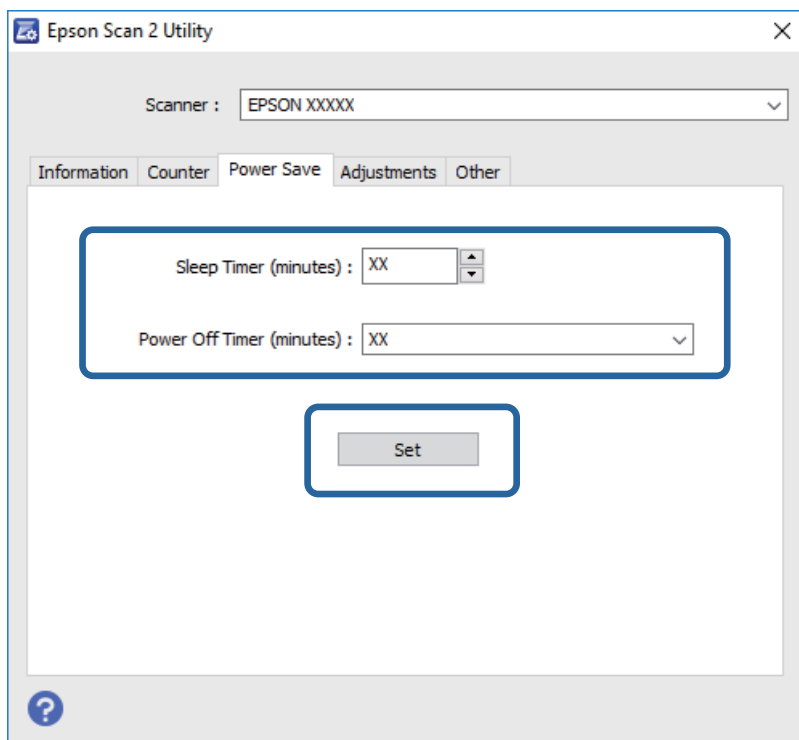 Epson Scan 2 Utility
Scanner : EPSON XXXXX
Information Counter Power Save Adjustments Other
Sleep Timer (minutes) : XX
Power Off Timer (minutes) : XX
Set
?